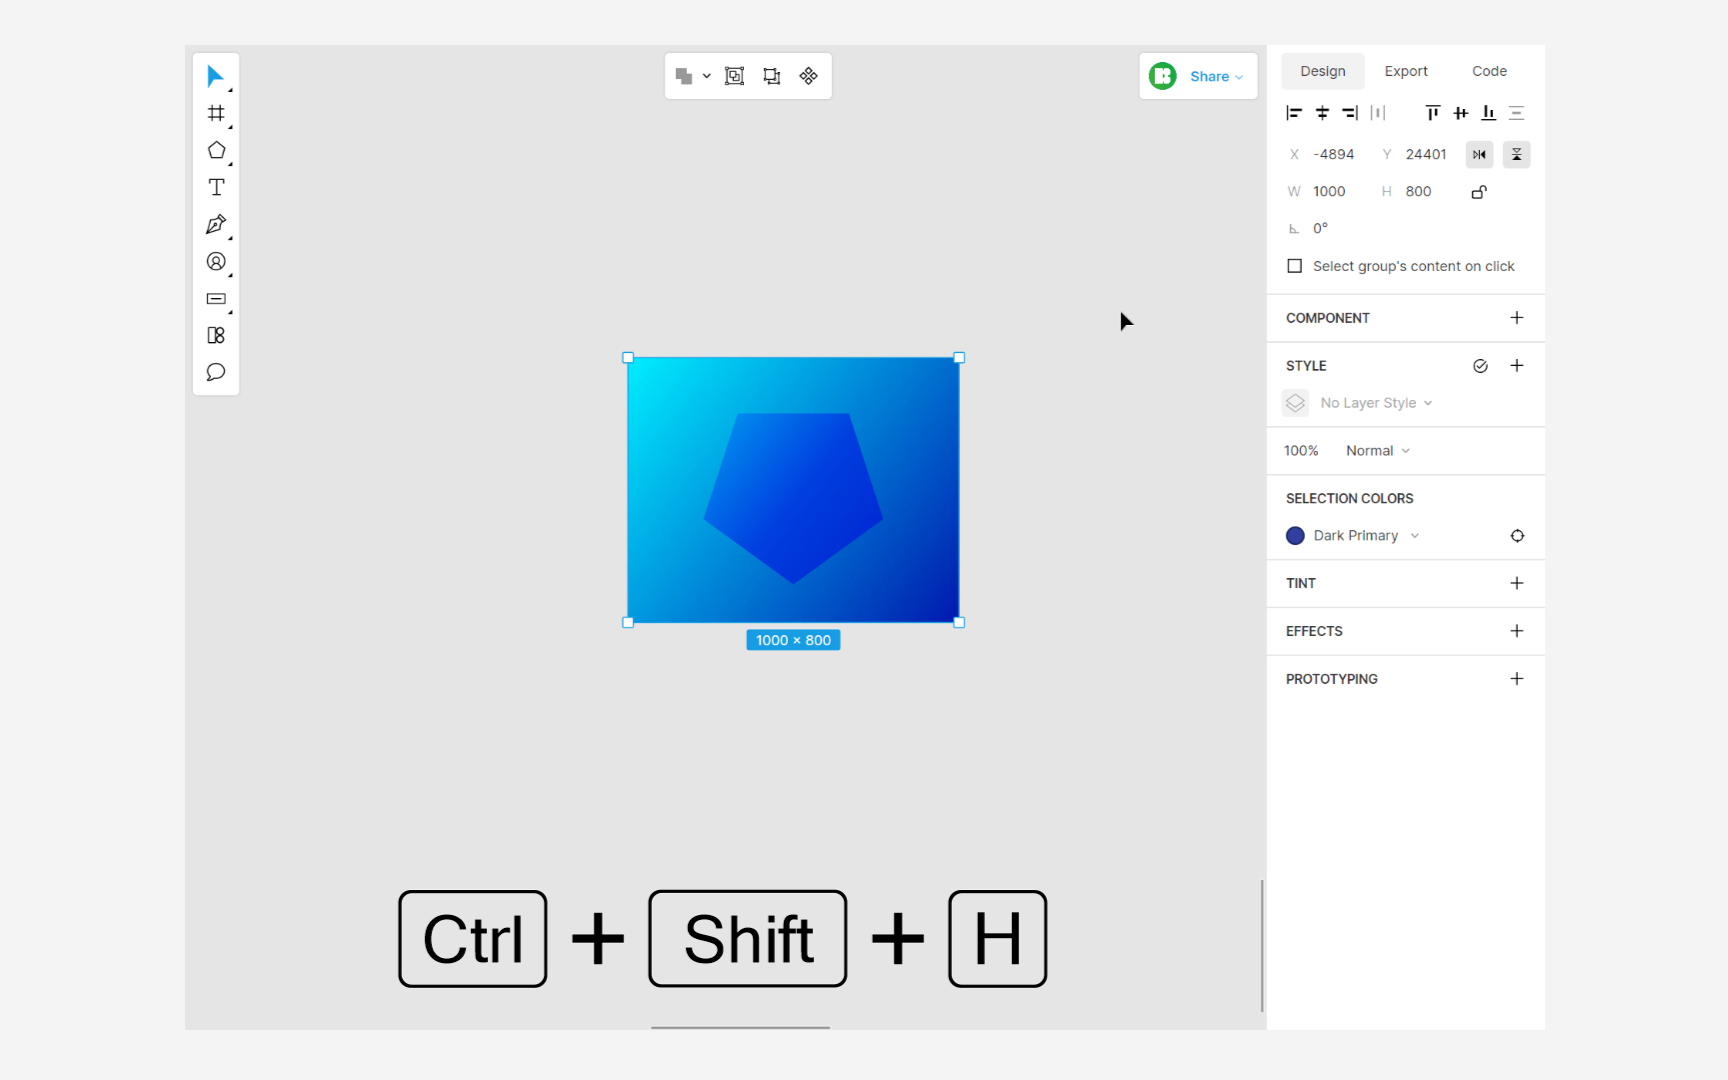 Share
Design Export Code
X -4894 Y 24401
W 1000 H 800
0°
Select group's content on click
COMPONENT
STYLE
No Layer Style
100% Normal
SELECTION COLORS
Dark Primary
TINT
EFFECTS
PROTOTYPING
1000 × 800
Ctrl + Shift + H